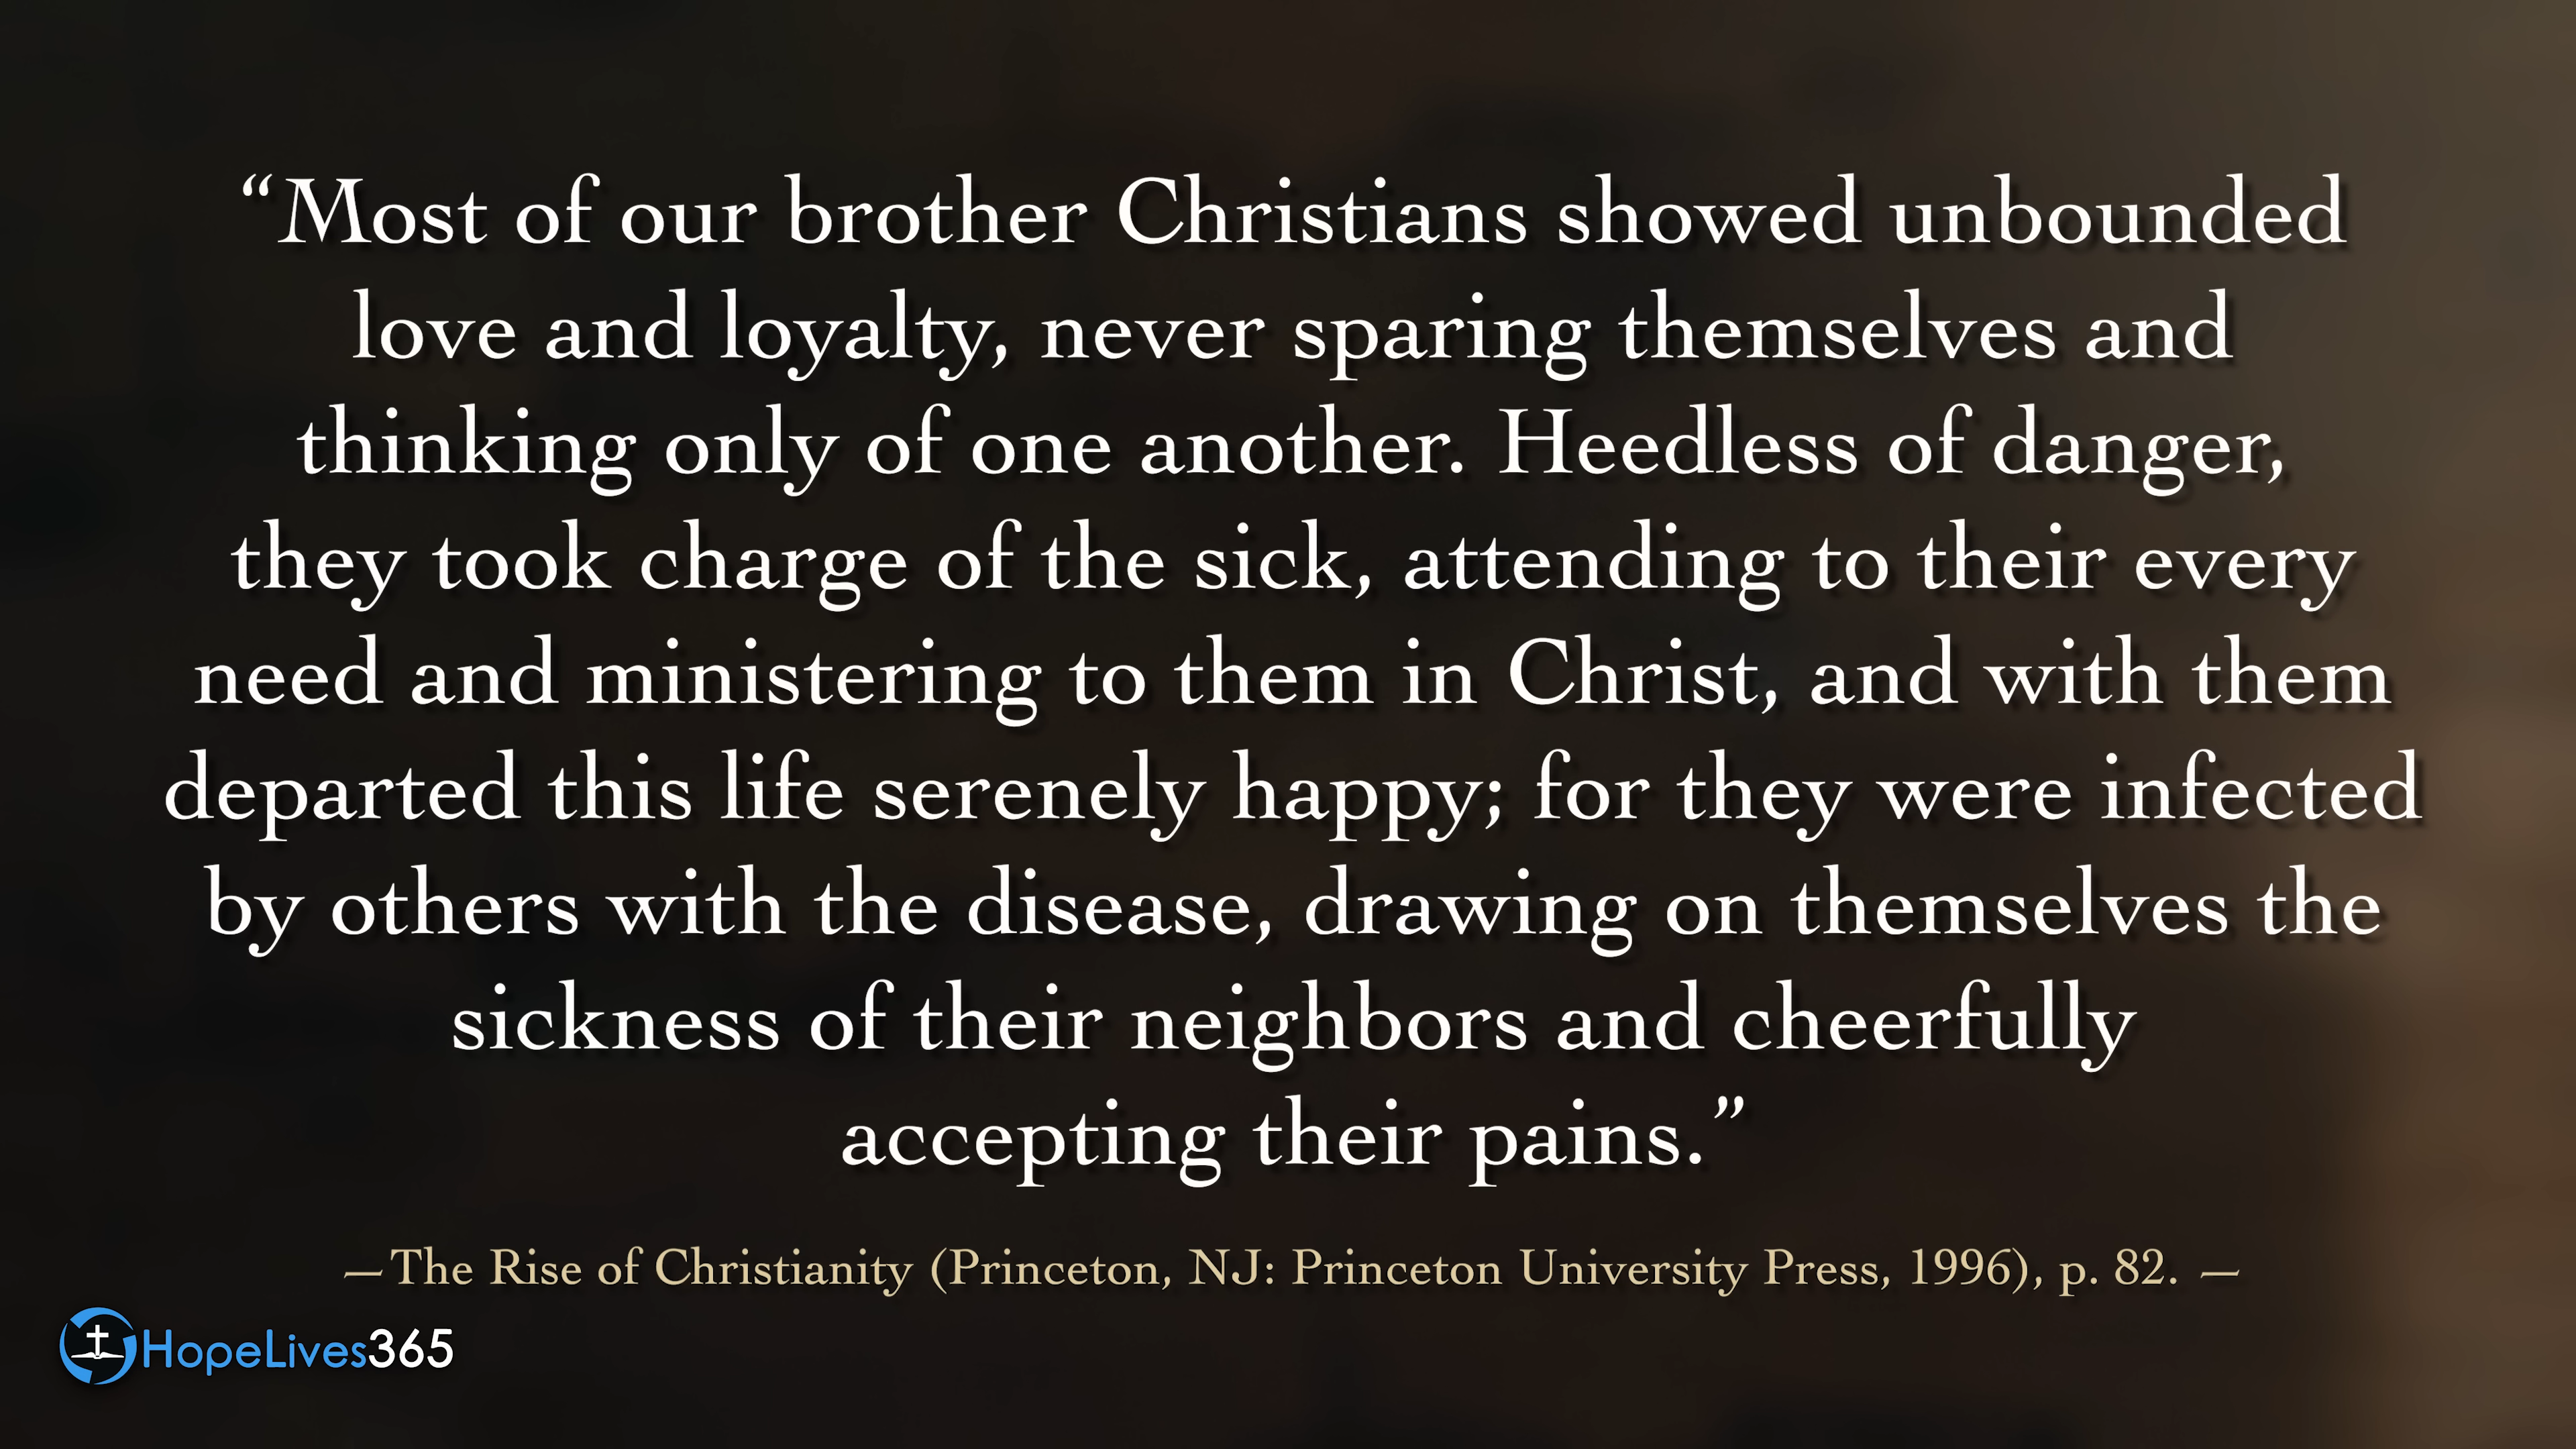 “Most of our brother Christians showed unbounded
love and loyalty, never sparing themselves and
thinking only of one another. Heedless of danger,
they took charge of the sick, attending to their every
need and ministering to them in Christ, and with them
departed this life serenely happy; for they were infected
by others with the disease, drawing on themselves the
sickness of their neighbors and cheerfully
accepting their pains.”
—The Rise of Christianity (Princeton, NJ: Princeton University Press, 1996), p. 82. —
HopeLives365